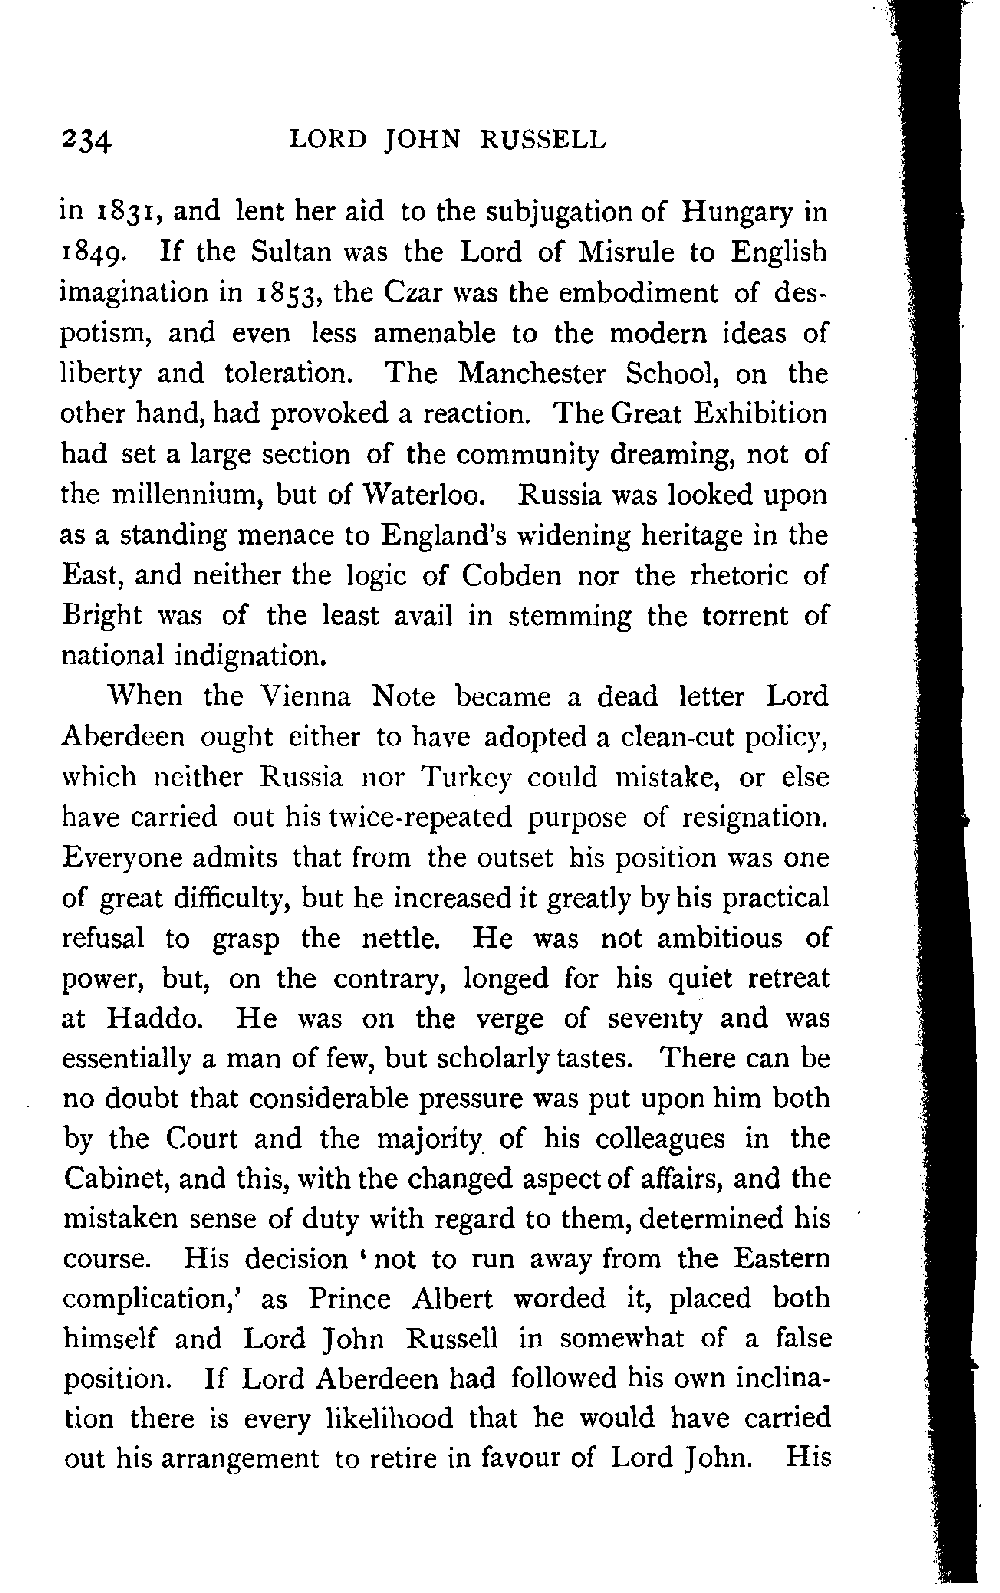 234 LORD JOHN RUSSELL
in 1831, and lent her aid to the subjugation of Hungary in
1849. If the Sultan was the Lord of Misrule to English
imagination in 1853, the Czar was the embodiment of des-
potism, and even less amenable to the modern ideas of
liberty and toleration. The Manchester School, on the
other hand, had provoked a reaction. The Great Exhibition
had set a large section of the community dreaming, not of
the millennium, but of Waterloo. Russia was looked upon
as a standing menace to England's widening heritage in the
East, and neither the logic of Cobden nor the rhetoric of
Bright was of the least avail in stemming the torrent of
national indignation.
When the Vienna Note became a dead letter Lord
Aberdeen ought either to have adopted a clean-cut policy,
which neither Russia nor Turkey could mistake, or else
have carried out his twice-repeated purpose of resignation.
Everyone admits that from the outset his position was one
of great difficulty, but he increased it greatly by his practical
refusal to grasp the nettle. He was not ambitious of
power, but, on the contrary, longed for his quiet retreat
at Haddo. He was on the verge of seventy and was
essentially a man of few, but scholarly tastes. There can be
no doubt that considerable pressure was put upon him both
by the Court and the majority of his colleagues in the
Cabinet, and this, with the changed aspect of affairs, and the
mistaken sense of duty with regard to them, determined his
course. His decision ‘ not to run away from the Eastern
complication,’ as Prince Albert worded it, placed both
himself and Lord John Russell in somewhat of a false
position. If Lord Aberdeen had followed his own inclina-
tion there is every likelihood that he would have carried
out his arrangement to retire in favour of Lord John. His